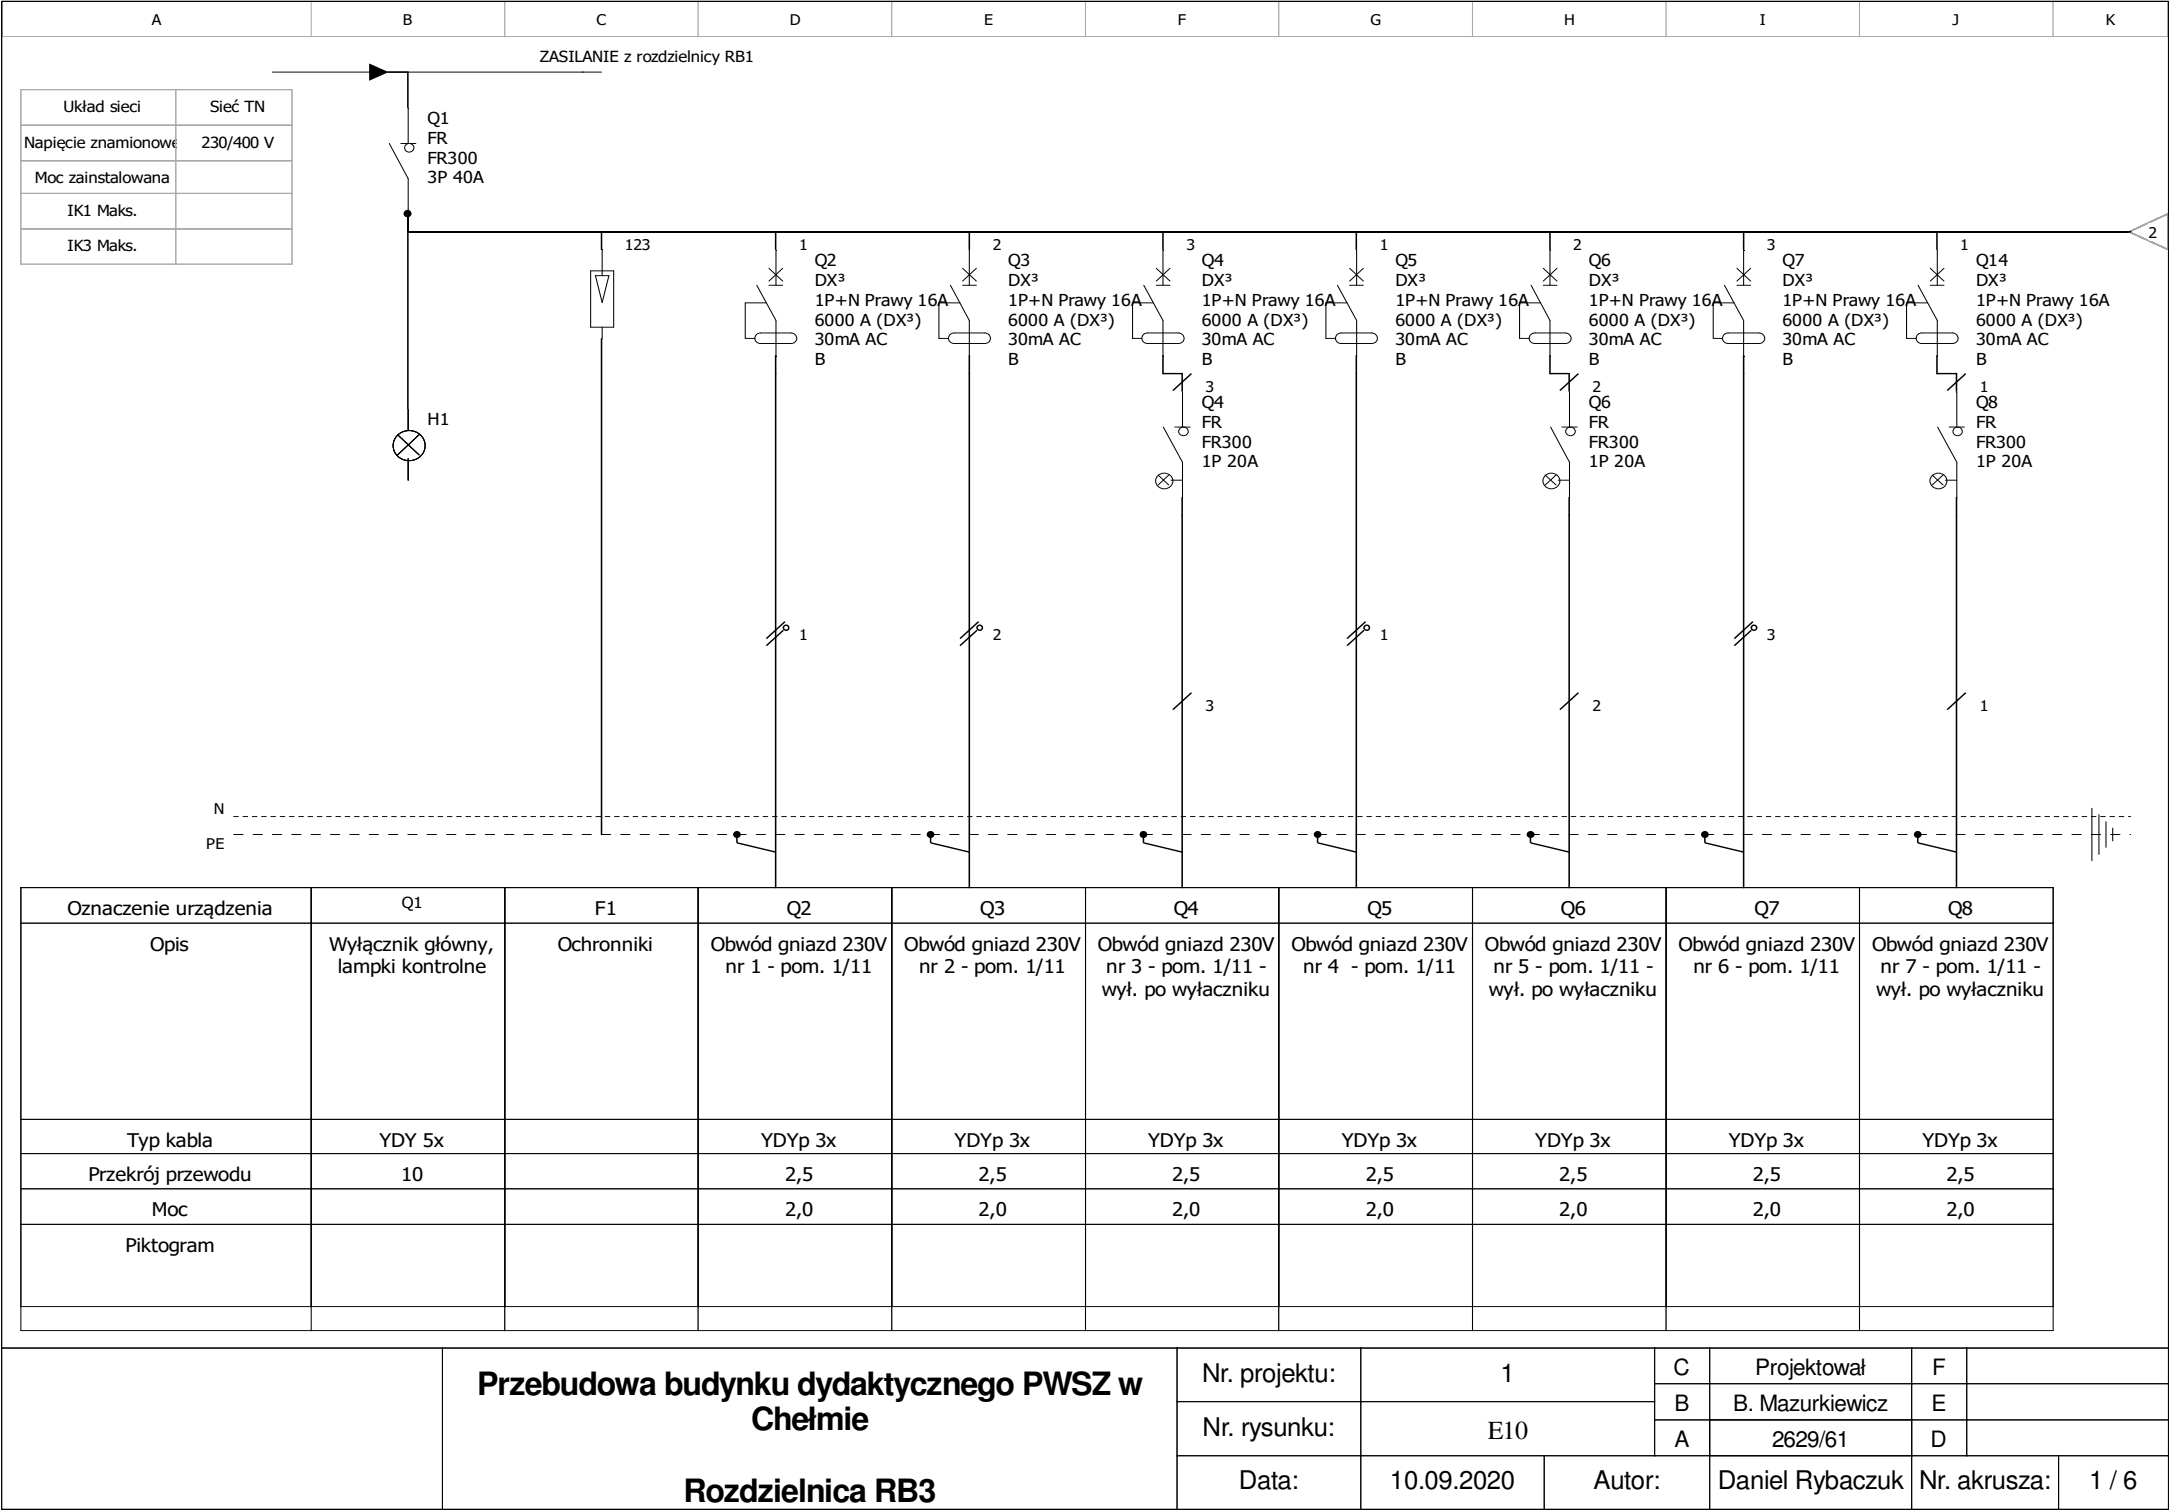 A B C D E F G H I J K
ZASILANIE z rozdzielnicy RB1
Układ sieci Sieć TN
Napięcie znamionowe 230/400 V
Moc zainstalowana
IK1 Maks.
IK3 Maks.
Q1
FR
FR300
3P 40A
H1
123
1
Q2
DX³
1P+N Prawy 16A
6000 A (DX³)
30mA AC
B
2
Q3
DX³
1P+N Prawy 16A
6000 A (DX³)
30mA AC
B
3
Q4
DX³
1P+N Prawy 16A
6000 A (DX³)
30mA AC
B
3
Q4
FR
FR300
1P 20A
1
Q5
DX³
1P+N Prawy 16A
6000 A (DX³)
30mA AC
B
2
Q6
DX³
1P+N Prawy 16A
6000 A (DX³)
30mA AC
B
2
Q6
FR
FR300
1P 20A
3
Q7
DX³
1P+N Prawy 16A
6000 A (DX³)
30mA AC
B
1
Q14
DX³
1P+N Prawy 16A
6000 A (DX³)
30mA AC
B
1
Q8
FR
FR300
1P 20A
2
1 2 1 3
3 2 1
N
PE
Oznaczenie urządzenia Q1 F1 Q2 Q3 Q4 Q5 Q6 Q7 Q8
Opis Wyłącznik główny, Ochronniki Obwód gniazd 230V Obwód gniazd 230V Obwód gniazd 230V Obwód gniazd 230V Obwód gniazd 230V Obwód gniazd 230V Obwód gniazd 230V
lampki kontrolne nr 1 - pom. 1/11 nr 2 - pom. 1/11 nr 3 - pom. 1/11 - nr 4 - pom. 1/11 nr 5 - pom. 1/11 - nr 6 - pom. 1/11 nr 7 - pom. 1/11 -
wył. po wyłaczniku wył. po wyłaczniku wył. po wyłaczniku
Typ kabla YDY 5x YDYp 3x YDYp 3x YDYp 3x YDYp 3x YDYp 3x YDYp 3x YDYp 3x
Przekrój przewodu 10 2,5 2,5 2,5 2,5 2,5 2,5 2,5
Moc 2,0 2,0 2,0 2,0 2,0 2,0 2,0
Piktogram
Przebudowa budynku dydaktycznego PWSZ w
Chełmie
Rozdzielnica RB3
Nr. projektu: 1
Nr. rysunku: E10
C Projektował F
B B. Mazurkiewicz E
A 2629/61 D
Data: 10.09.2020 Autor: Daniel Rybaczuk Nr. akrusza: 1 / 6